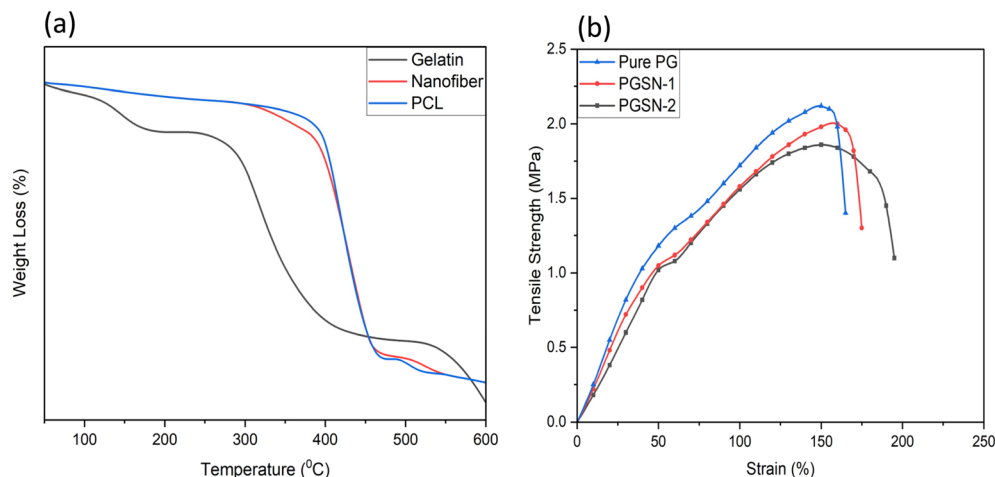 (a)
Gelatin
Nanofiber
PCL
Weight Loss (%)
100
200
300
400
500
600
Temperature (⁰C)
(b)
Pure PG
PGSN-1
PGSN-2
Tensile Strength (MPa)
2.5
2.0
1.5
1.0
0.5
0.0
0
50
100
150
200
250
Strain (%)